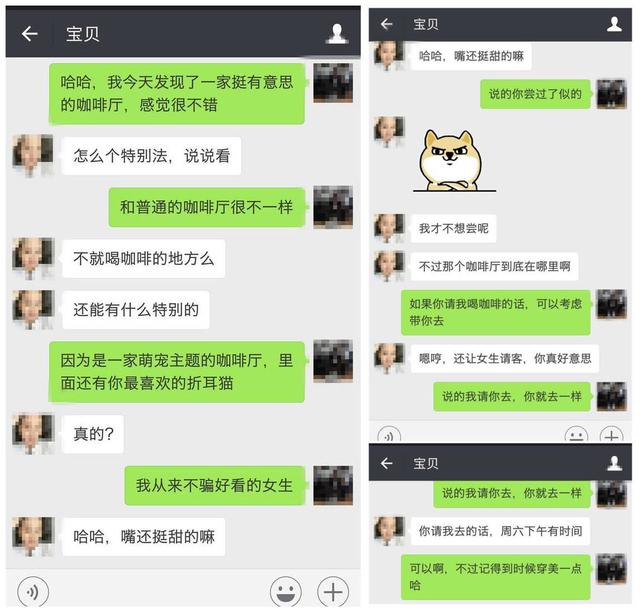 宝贝
哈哈，我今天发现了一家挺有意思
的咖啡厅，感觉很不错
怎么个特别法，说说看
和普通的咖啡厅很不一样
不就喝咖啡的地方么
还能有什么特别的
因为是一家萌宠主题的咖啡厅，里
面还有你最喜欢的折耳猫
真的?
我从来不骗好看的女生
哈哈，嘴还挺甜的嘛
宝贝
哈哈，嘴还挺甜的嘛
说的你尝过了似的
我才不想尝呢
不过那个咖啡厅到底在哪里啊
如果你请我喝咖啡的话，可以考虑
带你去
嗯哼，还让女生请客，你真好意思
说的我请你去，你就去一样
宝贝
说的我请你去，你就去一样
你请我去的话，周六下午有时间
可以啊，不过记得到时候穿美一点
哈